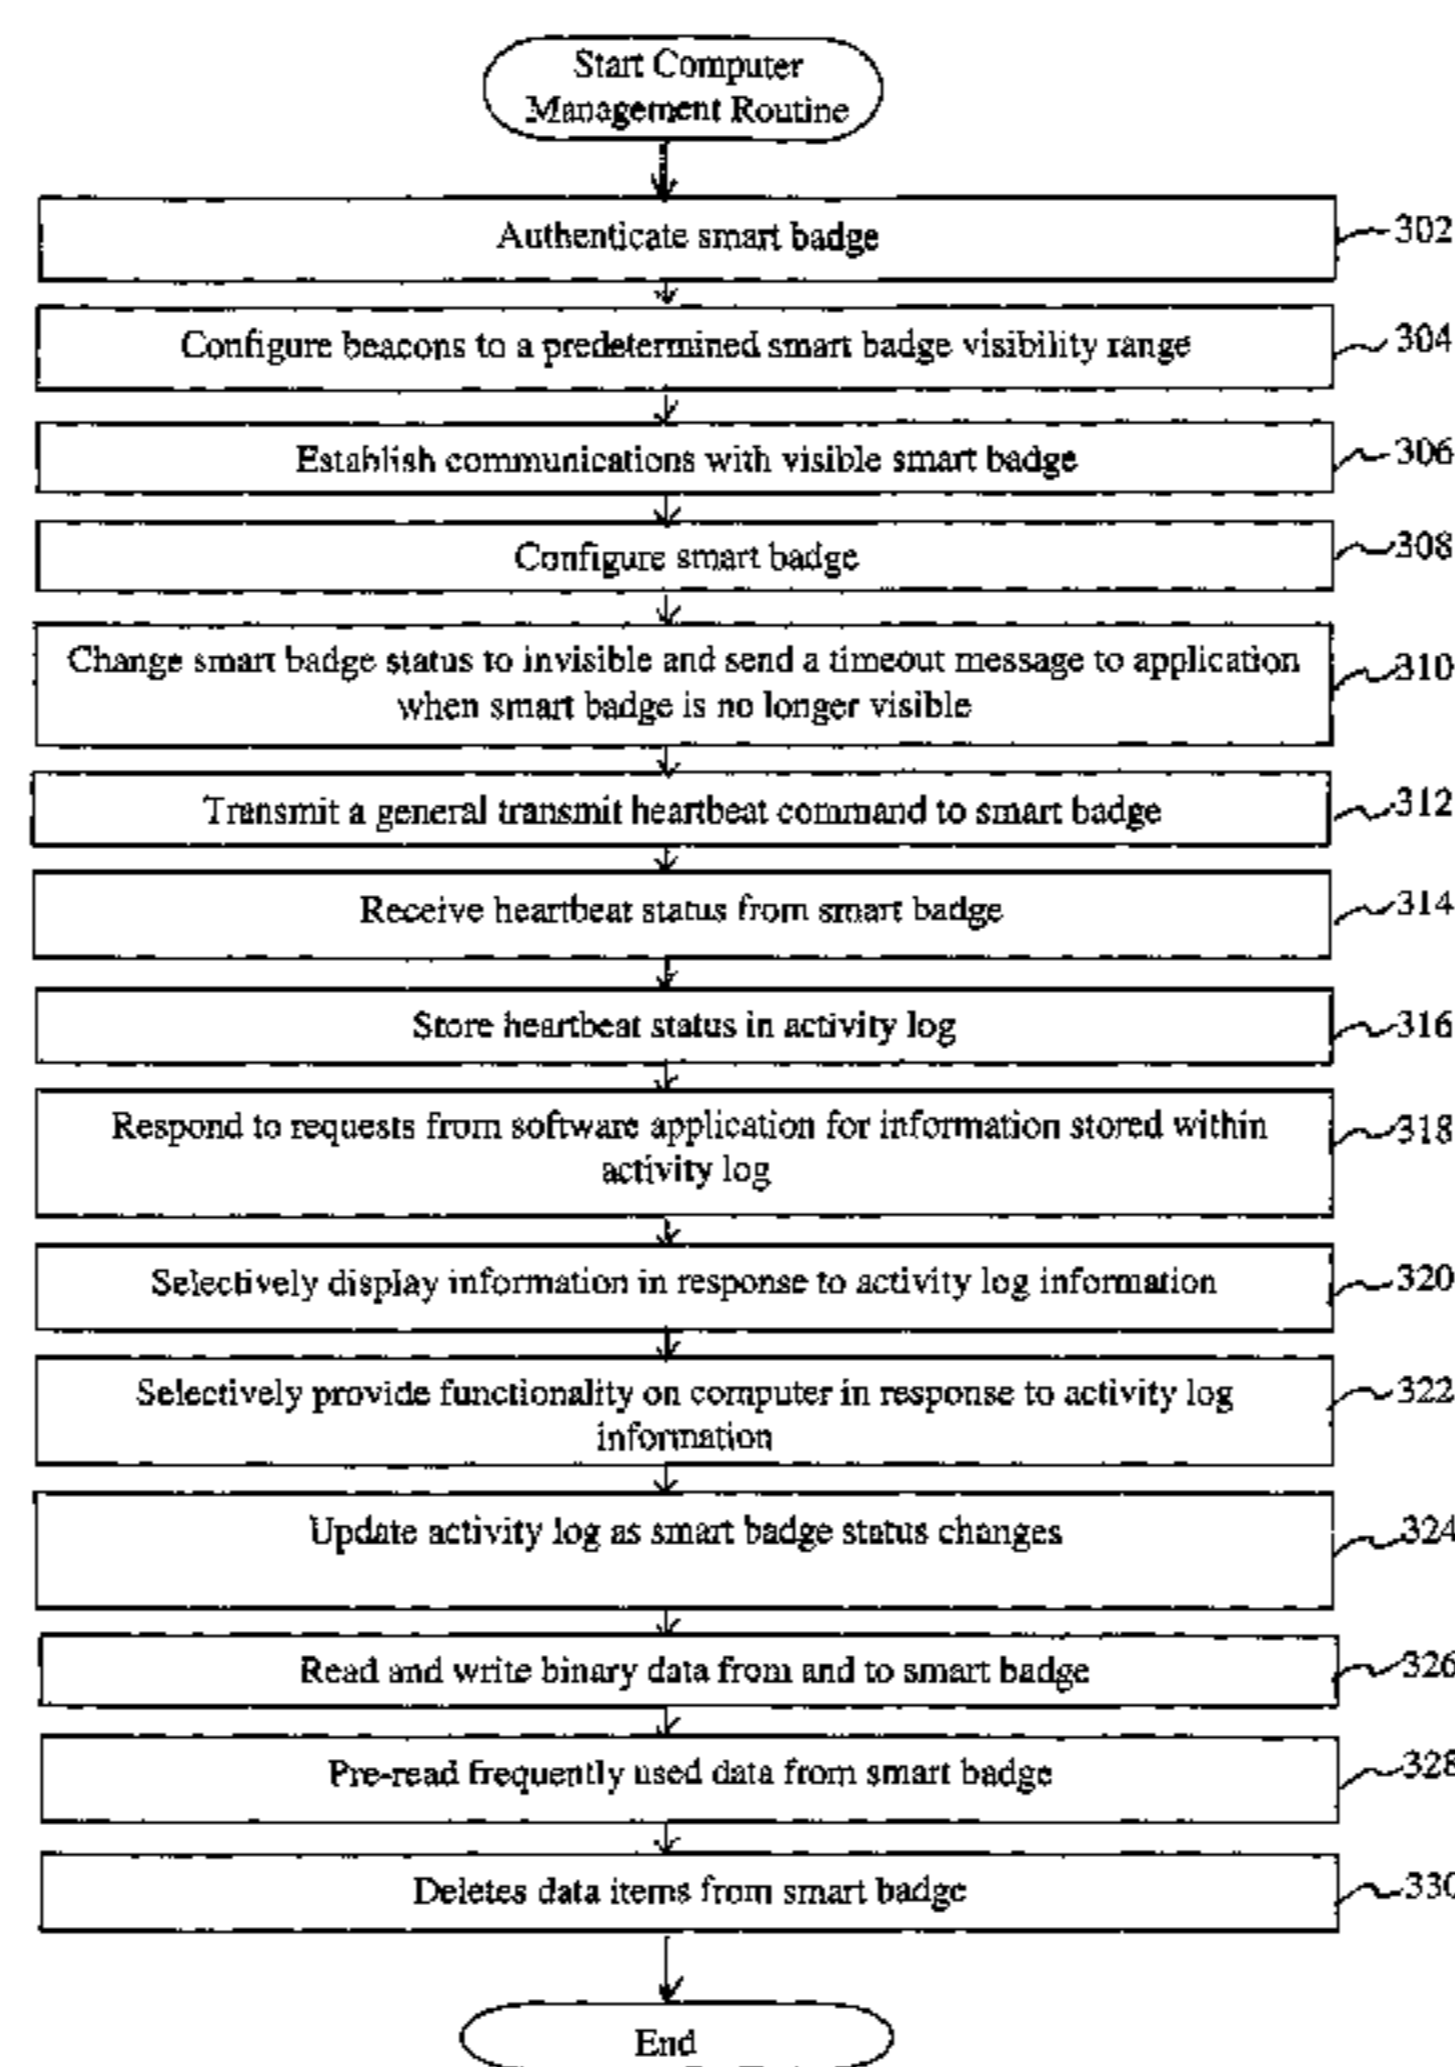 Start Computer
Management Routine
Authenticate smart badge
302
Configure beacons to a predetermined smart badge visibility range
304
Establish communications with visible smart badge
306
Configure smart badge
308
Change smart badge status to invisible and send a timeout message to application
when smart badge is no longer visible
310
Transmit a general transmit heartbeat command to smart badge
312
Receive heartbeat status from smart badge
314
Store heartbeat status in activity log
316
Respond to requests from software application for information stored within
activity log
318
Selectively display information in response to activity log information
320
Selectively provide functionality on computer in response to activity log
information
322
Update activity log as smart badge status changes
324
Read and write binary data from and to smart badge
326
Pre-read frequently used data from smart badge
328
Deletes data items from smart badge
330
End